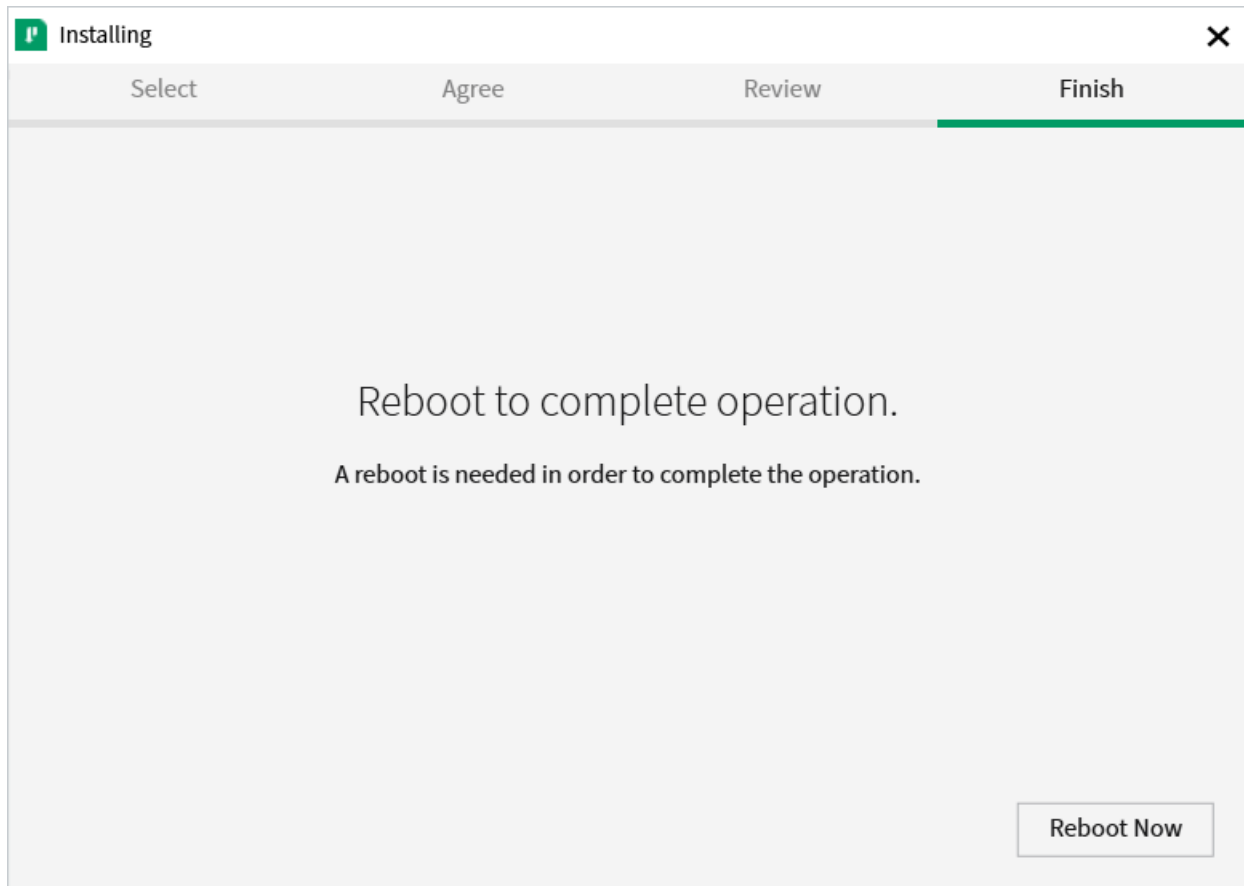 Installing
Select Agree Review Finish
Reboot to complete operation.
A reboot is needed in order to complete the operation.
Reboot Now